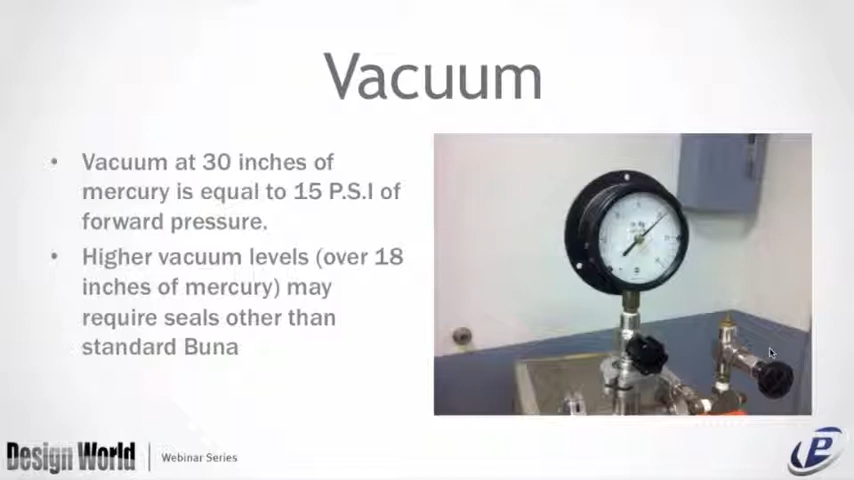 Vacuum
• Vacuum at 30 inches of
mercury is equal to 15 P.S.I of
forward pressure.
• Higher vacuum levels (over 18
inches of mercury) may
require seals other than
standard Buna
Design World
Webinar Series
P